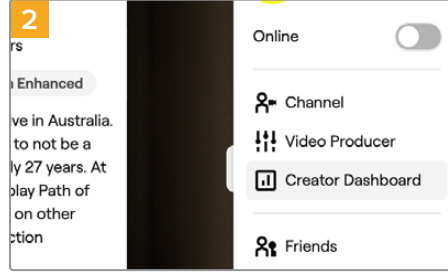 2
rs
Enhanced
ve in Australia.
to not be a
ly 27 years. At
play Path of
on other
ction
Online
Channel
Video Producer
Creator Dashboard
Friends